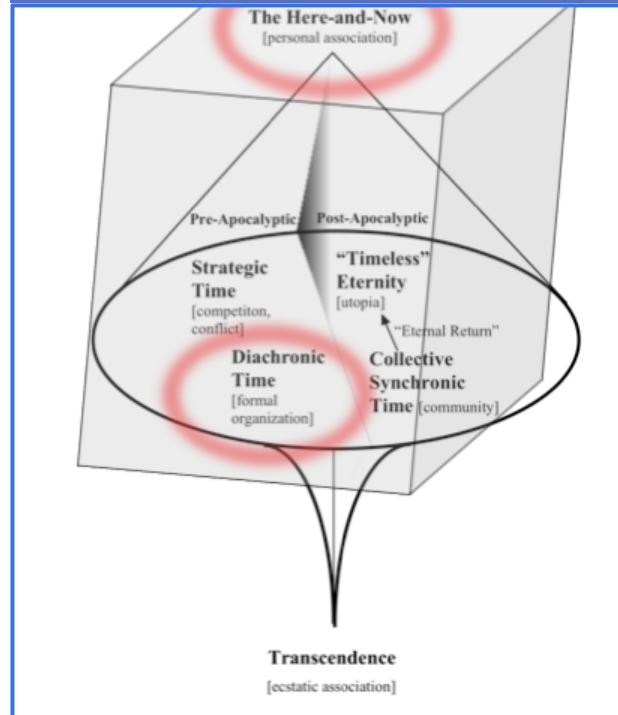 The Here-and-Now
[personal association]
Pre-Apocalyptic
Post-Apocalyptic
Strategic
Time
[competiton,
conflict]
“Timeless”
Eternity
[utopia]
“Eternal Return”
Diachronic
Time
[formal
organization]
Collective
Synchronic
Time [community]
Transcendence
[ecstatic association]